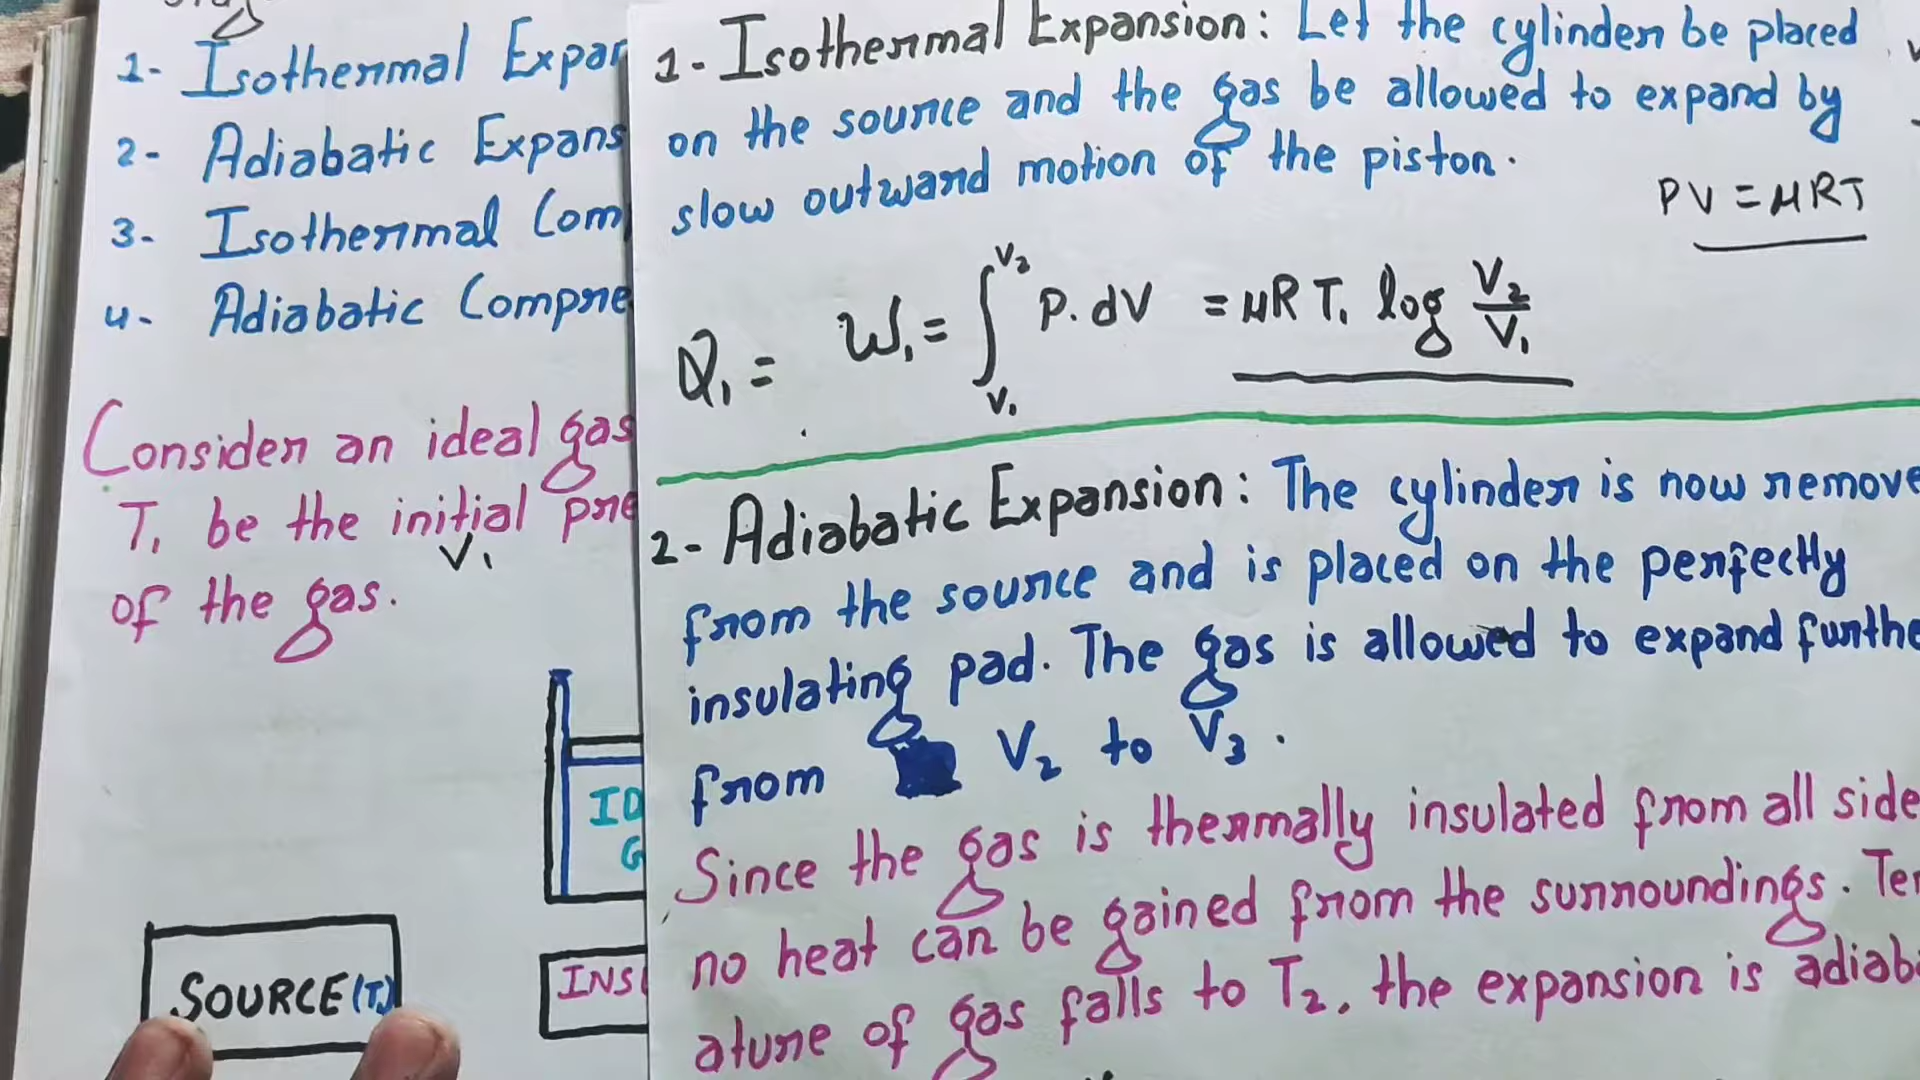 1- Isothermal Expan
2- Adiabatic Expans
3- Isothermal Com
4- Adiabatic Compre
Consider an ideal gas
T₁ be the initial pre
V₁
of the gas.
ID
G
SOURCE (T₁)
INSU
1- Isothermal Expansion: Let the cylinder be placed
on the source and the gas be allowed to expand by
slow outward motion of the piston.
PV = μRT
Q₁ = W₁ = ∫V₁V₂ P.dV = μRT₁ log V₂/V₁
2- Adiabatic Expansion: The cylinder is now remove
from the source and is placed on the perfectly
insulating pad. The gas is allowed to expand furthe
from V₂ to V₃.
Since the gas is thermally insulated from all side
no heat can be gained from the surroundings. Tem
ature of gas falls to T₂, the expansion is adiaba